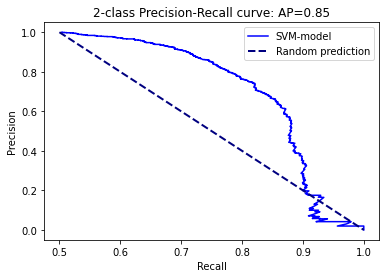 2-class Precision-Recall curve: AP=0.85
SVM-model
Random prediction
Precision
1.0
0.8
0.6
0.4
0.2
0.0
0.5 0.6 0.7 0.8 0.9 1.0
Recall